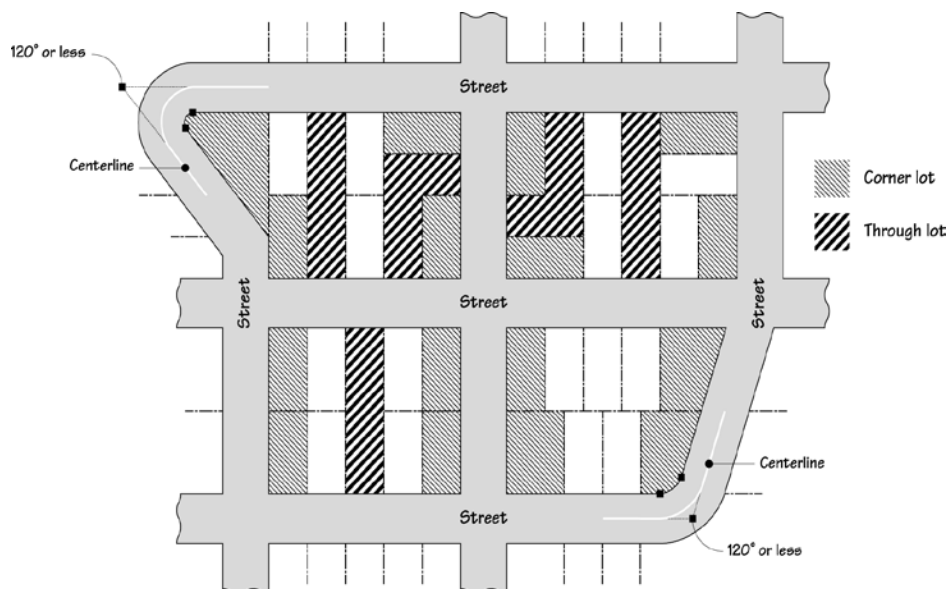 120° or less
Street
Centerline
Corner lot
Through lot
Street
Street
Street
Centerline
Street
120° or less